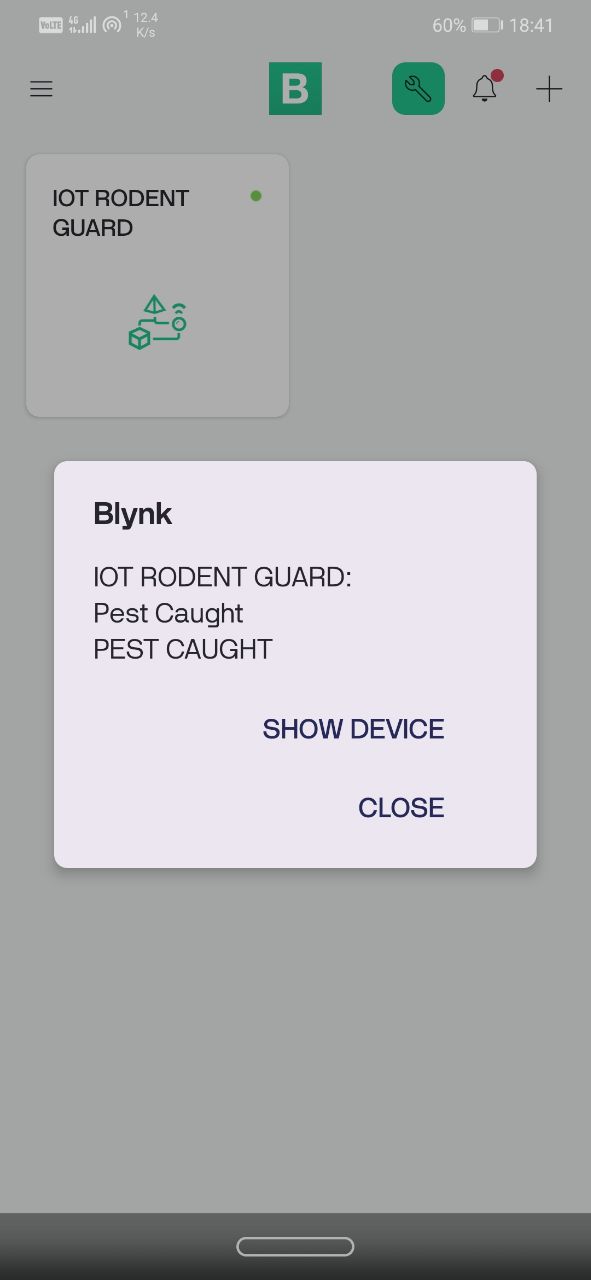 VoLTE 4G 1 12.4 K/s 60% 18:41
B
IOT RODENT
GUARD
Blynk
IOT RODENT GUARD:
Pest Caught
PEST CAUGHT
SHOW DEVICE
CLOSE